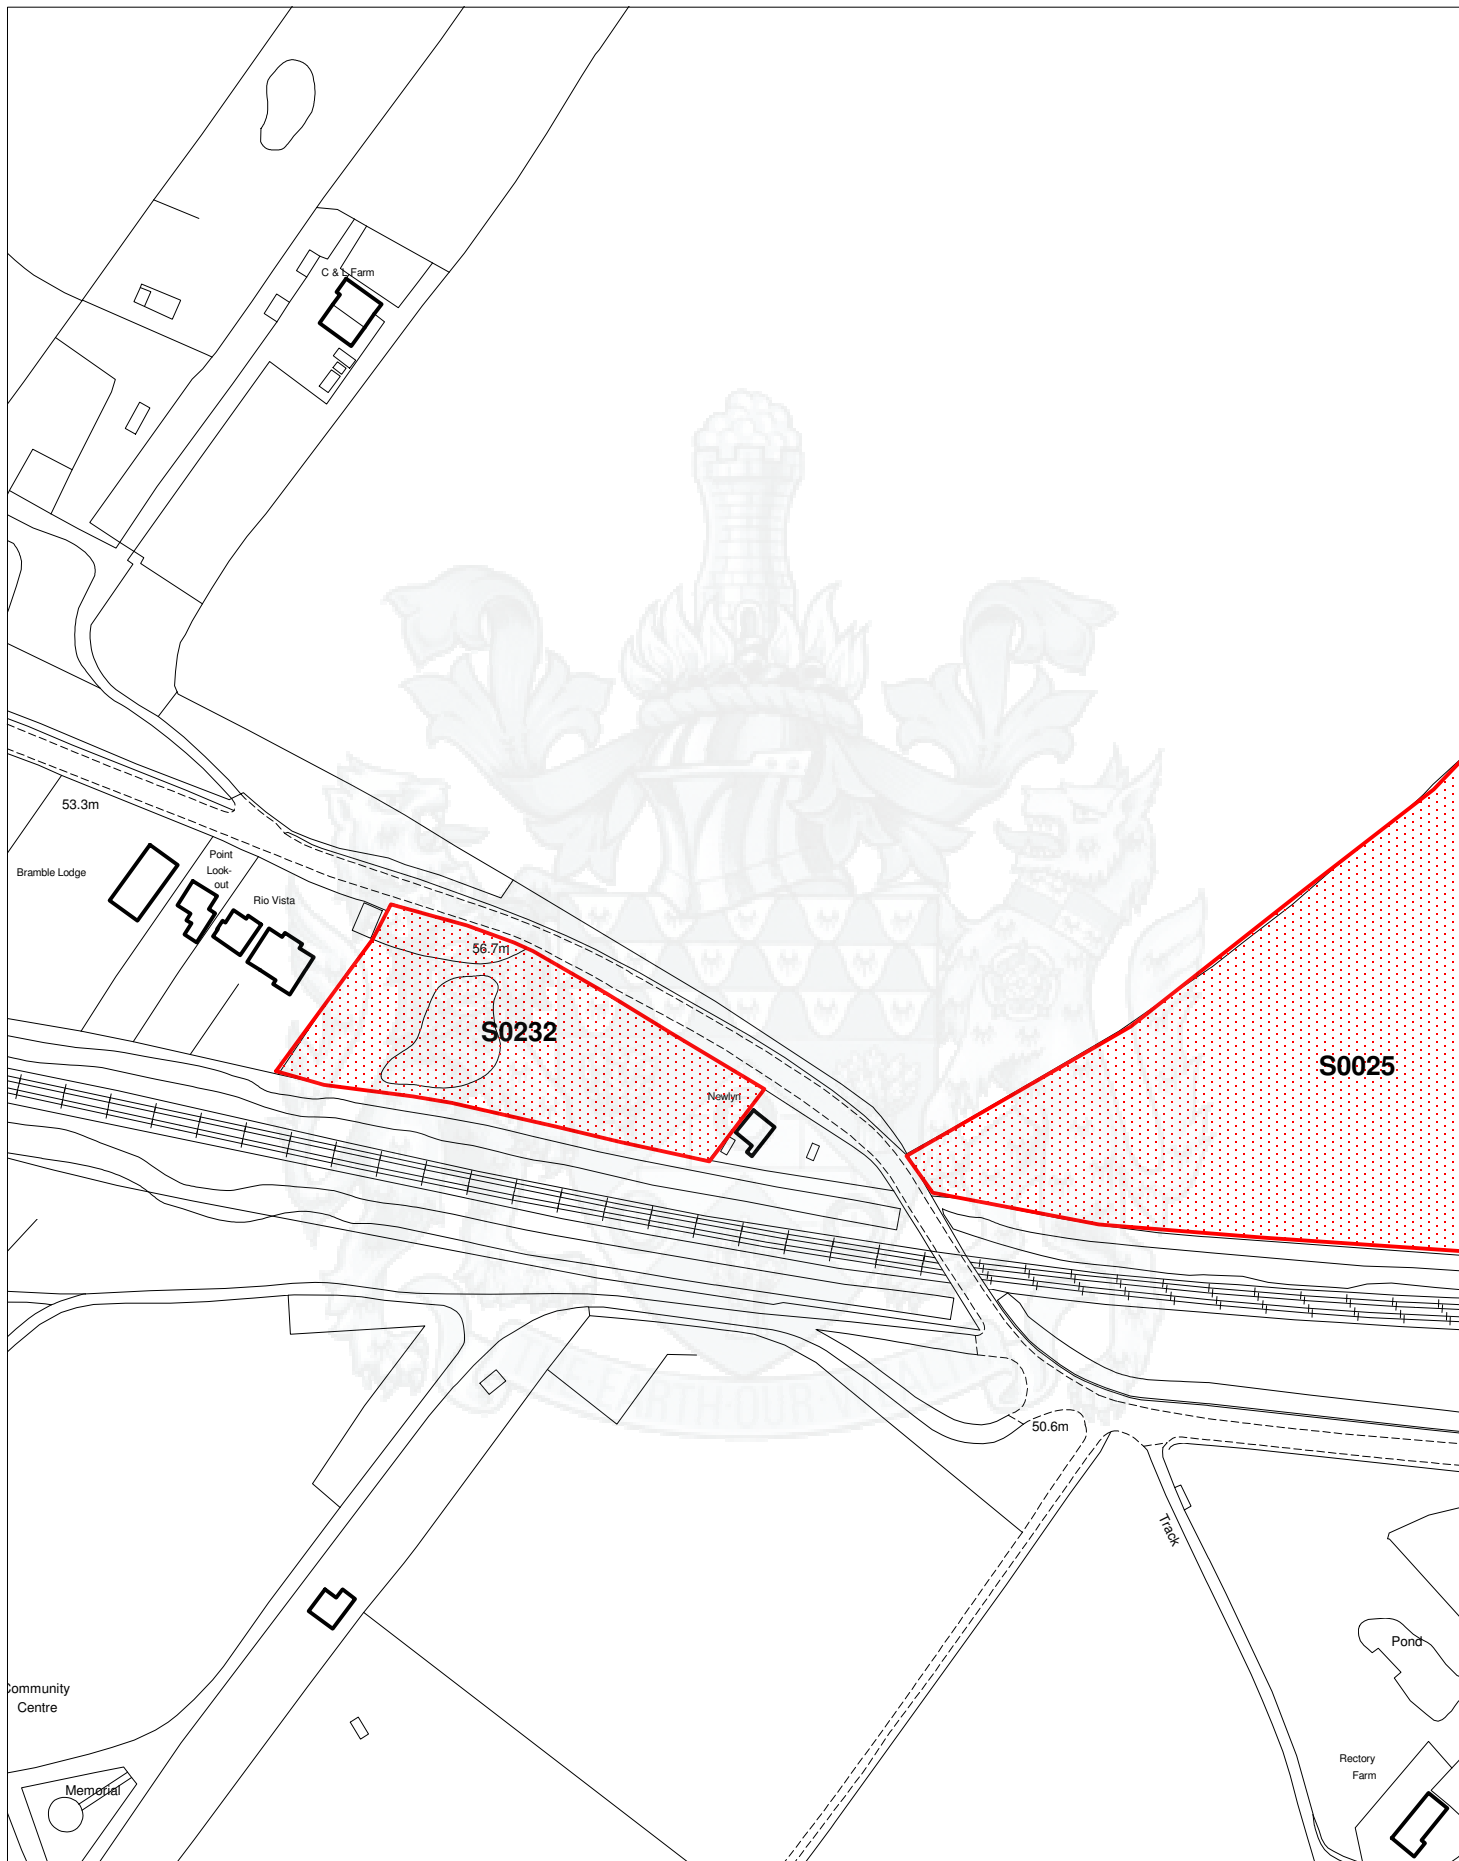 C & L Farm
53.3m
Bramble Lodge
Point
Look-
out
Rio Vista
56.7m
S0232
S0025
Newlyn
50.6m
Track
Pond
Community
Centre
Memorial
Rectory
Farm